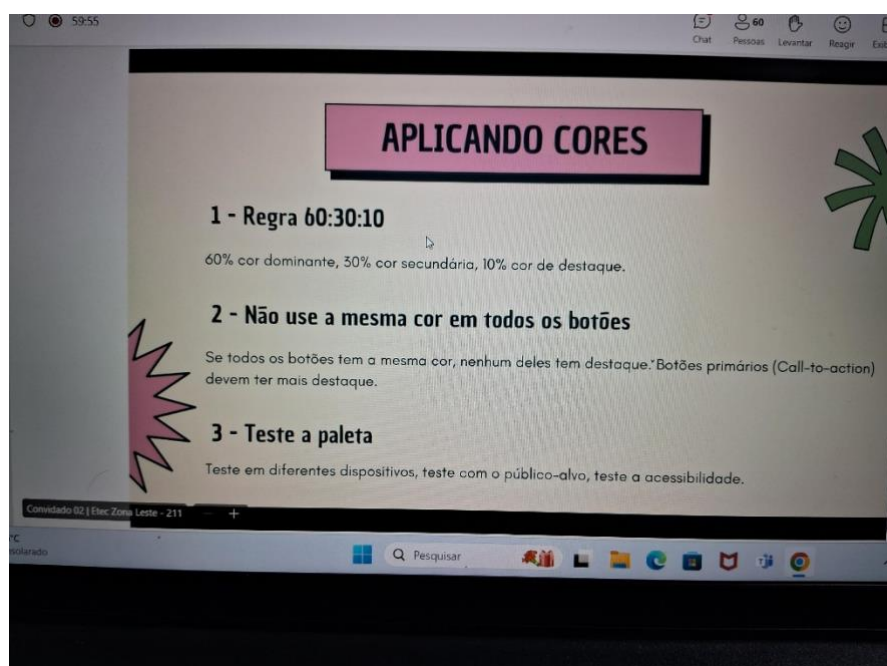 59:55
60
Chat Pessoas Levantar Reagir
APLICANDO CORES
1 - Regra 60:30:10
60% cor dominante, 30% cor secundária, 10% cor de destaque.
2 - Não use a mesma cor em todos os botões
Se todos os botões tem a mesma cor, nenhum deles tem destaque. Botões primários (Call-to-action)
devem ter mais destaque.
3 - Teste a paleta
Teste em diferentes dispositivos, teste com o público-alvo, teste a acessibilidade.
Convidado 02 | Etec Zona Leste - 211
Pesquisar